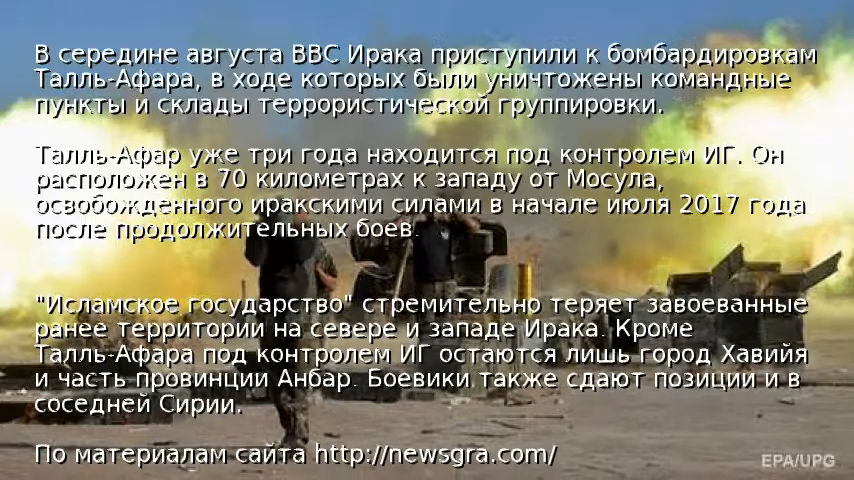 В середине августа ВВС Ирака приступили к бомбардировкам
Талль-Афара, в ходе которых были уничтожены командные
пункты и склады террористической группировки.
Талль-Афар уже три года находится под контролем ИГ. Он
расположен в 70 километрах к западу от Мосула,
освобожденного иракскими силами в начале июля 2017 года
после продолжительных боев.
"Исламское государство" стремительно теряет завоеванные
ранее территории на севере и западе Ирака. Кроме
Талль-Афара под контролем ИГ остаются лишь город Хавийя
и часть провинции Анбар. Боевики также сдают позиции и в
соседней Сирии.
По материалам сайта http://newsgra.com/
EPA/UPG